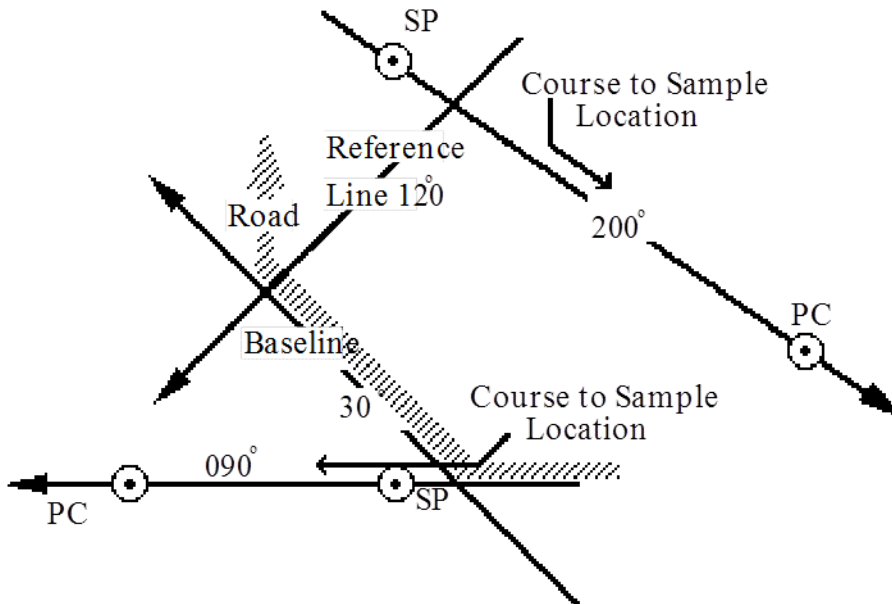 SP
Course to Sample
Location
Reference
Line 120°
Road
200°
PC
Baseline
30°
Course to Sample
Location
090°
SP
PC